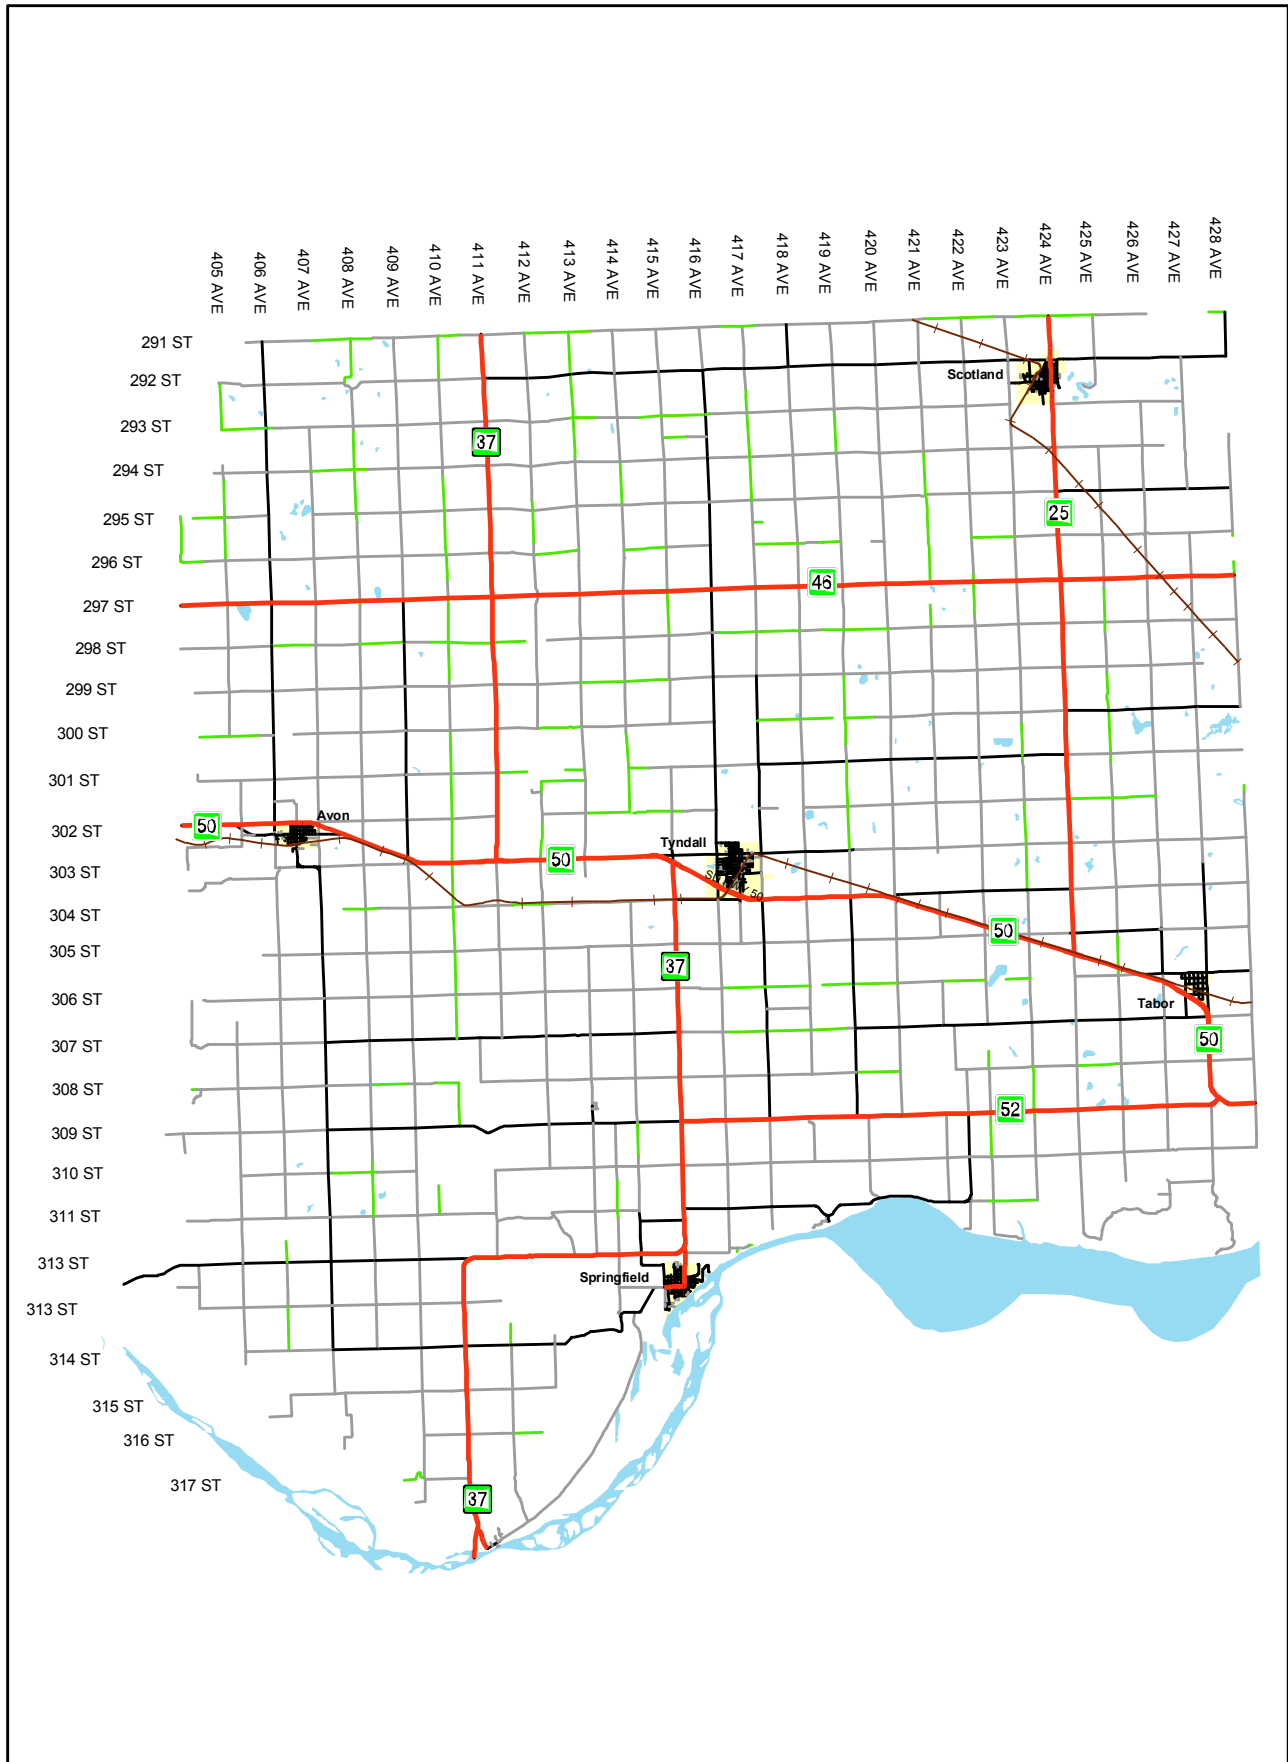 405 AVE
406 AVE
407 AVE
408 AVE
409 AVE
410 AVE
411 AVE
412 AVE
413 AVE
414 AVE
415 AVE
416 AVE
417 AVE
418 AVE
419 AVE
420 AVE
421 AVE
422 AVE
423 AVE
424 AVE
425 AVE
426 AVE
427 AVE
428 AVE
291 ST
292 ST
Scotland
293 ST
37
294 ST
25
295 ST
296 ST
46
297 ST
298 ST
299 ST
300 ST
301 ST
Avon
50
302 ST
Tyndall
50
303 ST
304 ST
50
305 ST
37
306 ST
Tabor
307 ST
50
308 ST
52
309 ST
310 ST
311 ST
313 ST
Springfield
313 ST
314 ST
315 ST
316 ST
317 ST
37